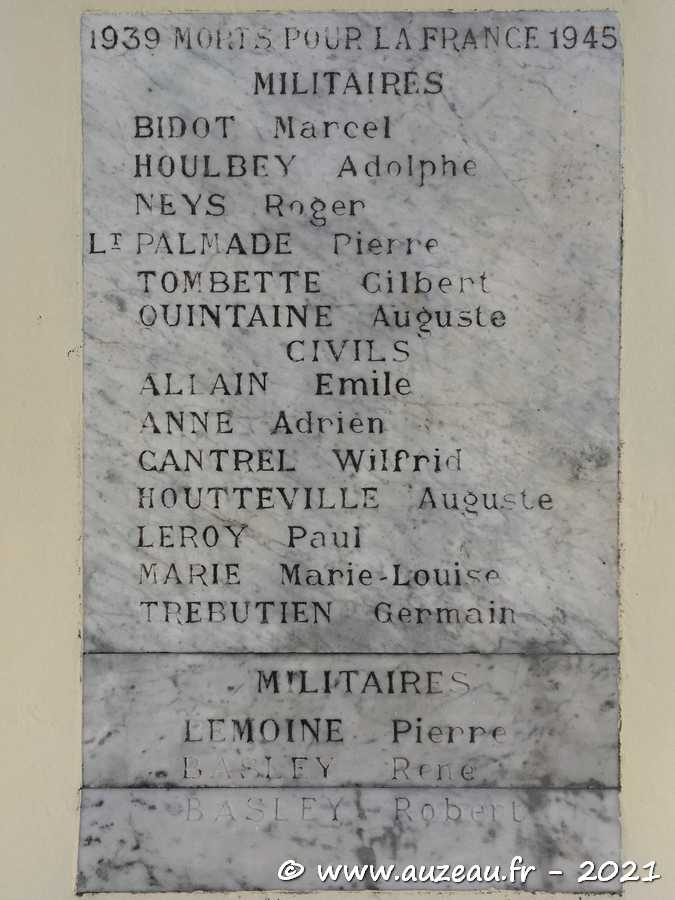 1939 MORTS POUR LA FRANCE 1945
MILITAIRES
BIDOT Marcel
HOULBEY Adolphe
NEYS Roger
LT PALMADE Pierre
TOMBETTE Gilbert
QUINTAINE Auguste
CIVILS
ALLAIN Emile
ANNE Adrien
CANTREL Wilfrid
HOUTTEVILLE Auguste
LEROY Paul
MARIE Marie-Louise
TREBUTIEN Germain
MILITAIRES
LEMOINE Pierre
BASLEY René
BASLEY Robert
© www.auzeau.fr - 2021